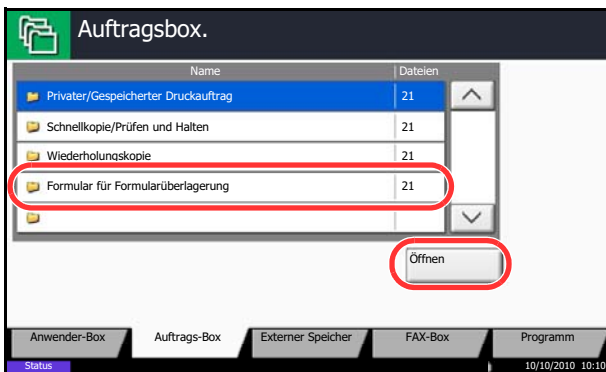 Auftragsbox.
Name Dateien
Privater/Gespeicherter Druckauftrag 21
Schnellkopie/Prüfen und Halten 21
Wiederholungskopie 21
Formular für Formularüberlagerung 21
Öffnen
Anwender-Box Auftrags-Box Externer Speicher FAX-Box Programm
Status 10/10/2010 10:10